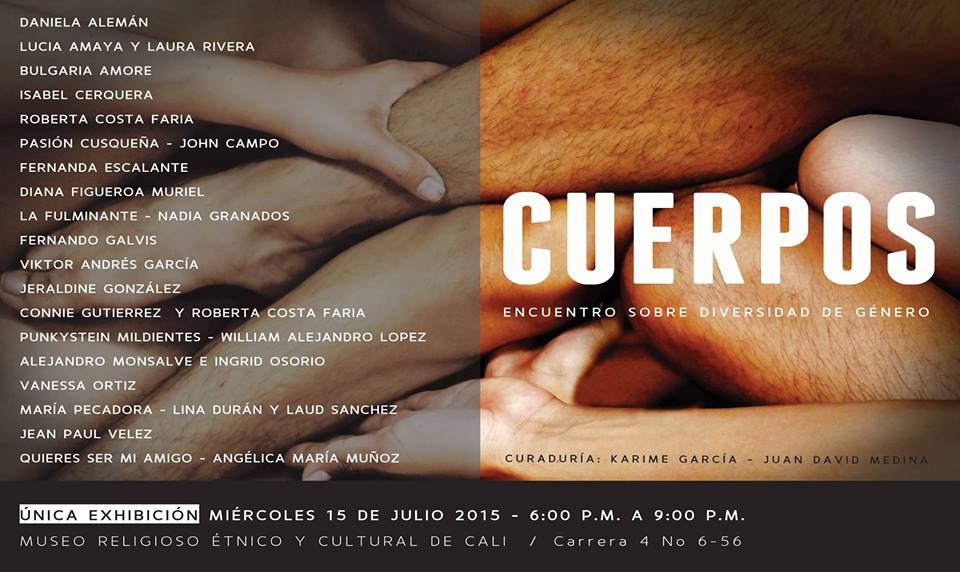 DANIELA ALEMÁN
LUCIA AMAYA Y LAURA RIVERA
BULGARIA AMORE
ISABEL CERQUERA
ROBERTA COSTA FARIA
PASIÓN CUSQUEÑA - JOHN CAMPO
FERNANDA ESCALANTE
DIANA FIGUEROA MURIEL
LA FULMINANTE - NADIA GRANADOS
FERNANDO GALVIS
VIKTOR ANDRÉS GARCÍA
JERALDINE GONZÁLEZ
CONNIE GUTIERREZ Y ROBERTA COSTA FARIA
PUNKYSTEIN MILDIENTES - WILLIAM ALEJANDRO LOPEZ
ALEJANDRO MONSALVE E INGRID OSORIO
VANESSA ORTIZ
MARÍA PECADORA - LINA DURÁN Y LAUD SANCHEZ
JEAN PAUL VELEZ
QUIERES SER MI AMIGO - ANGÉLICA MARÍA MUÑOZ
CUERPOS
ENCUENTRO SOBRE DIVERSIDAD DE GÉNERO
CURADURÍA: KARIME GARCÍA - JUAN DAVID MEDINA
ÚNICA EXHIBICIÓN MIÉRCOLES 15 DE JULIO 2015 - 6:00 P.M. A 9:00 P.M.
MUSEO RELIGIOSO ÉTNICO Y CULTURAL DE CALI / Carrera 4 No 6-56